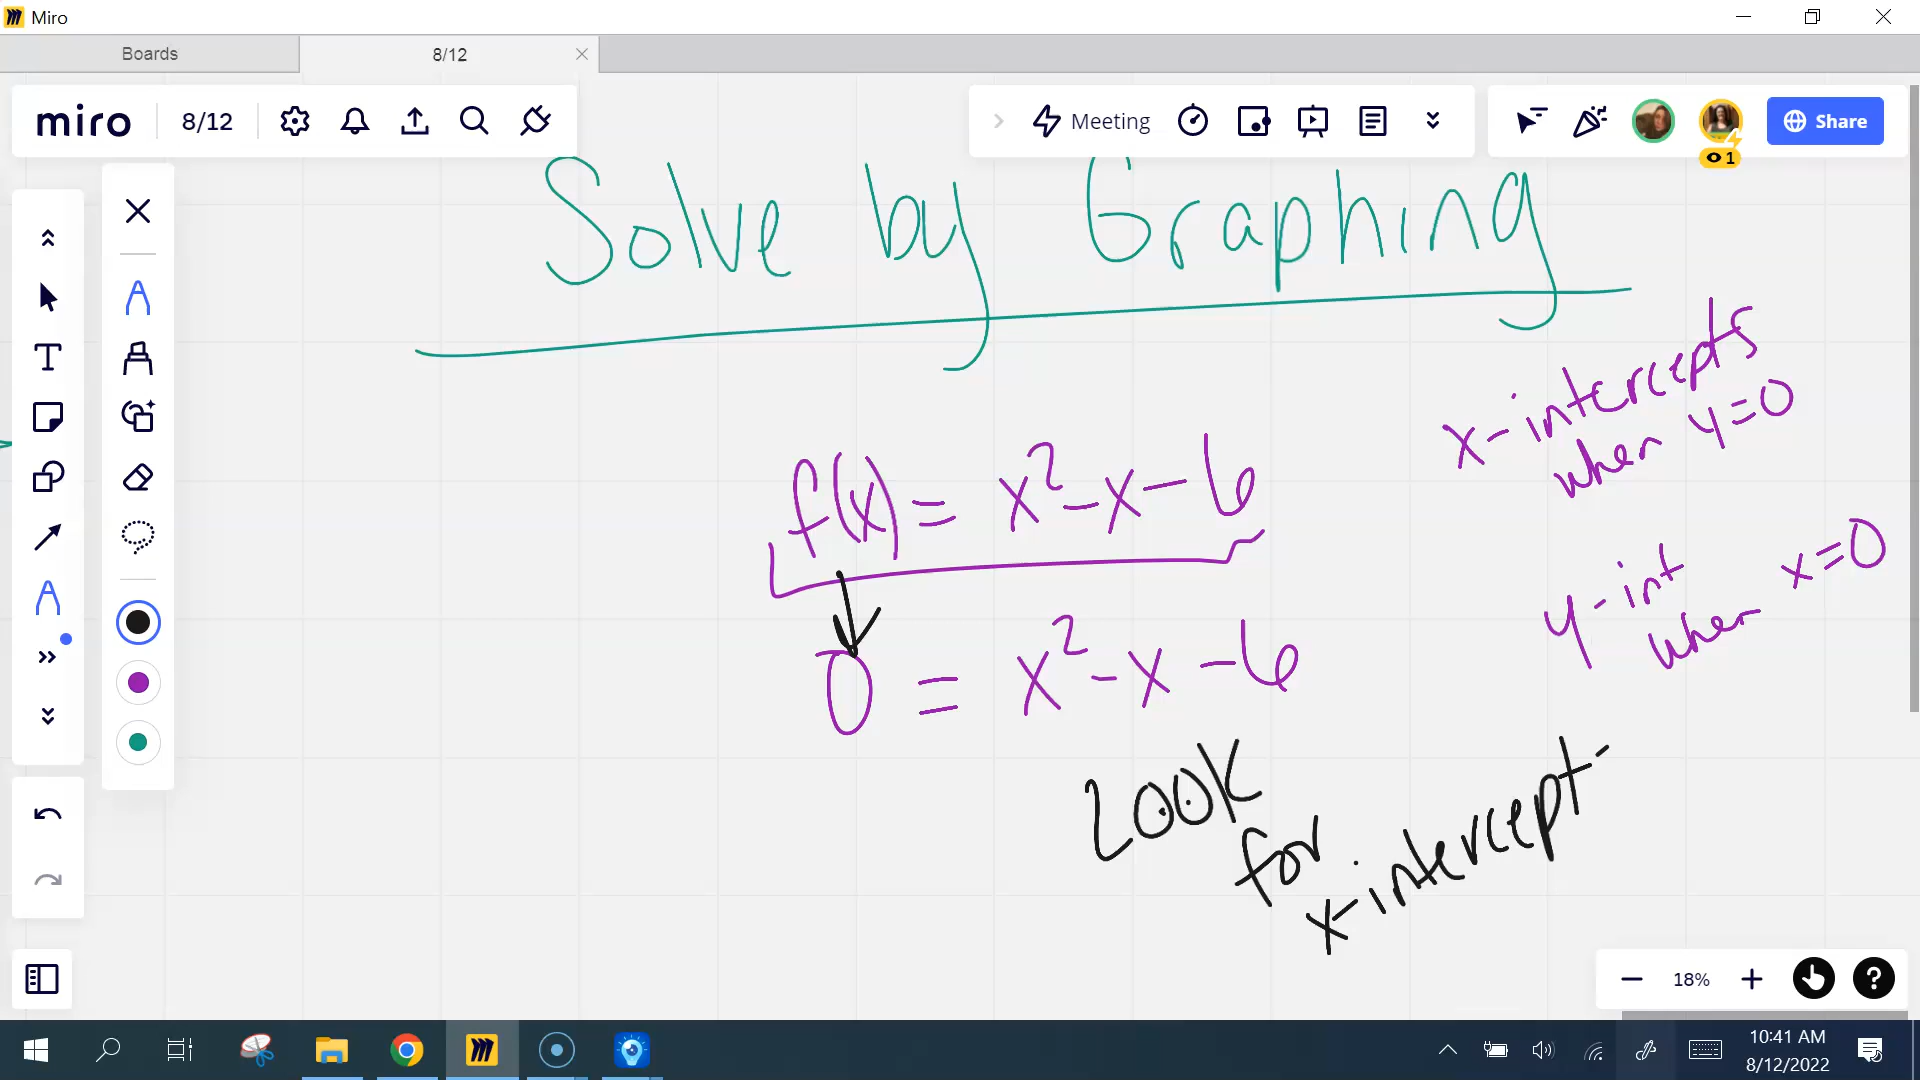 Miro
Boards
8/12
miro
8/12
Meeting
Share
1
Solve by Graphing
x-intercepts
when y=0
f(x) = x²-x-6
y-int
when x=0
0 = x²-x-6
Look
for
x-intercept
18%
10:41 AM
8/12/2022